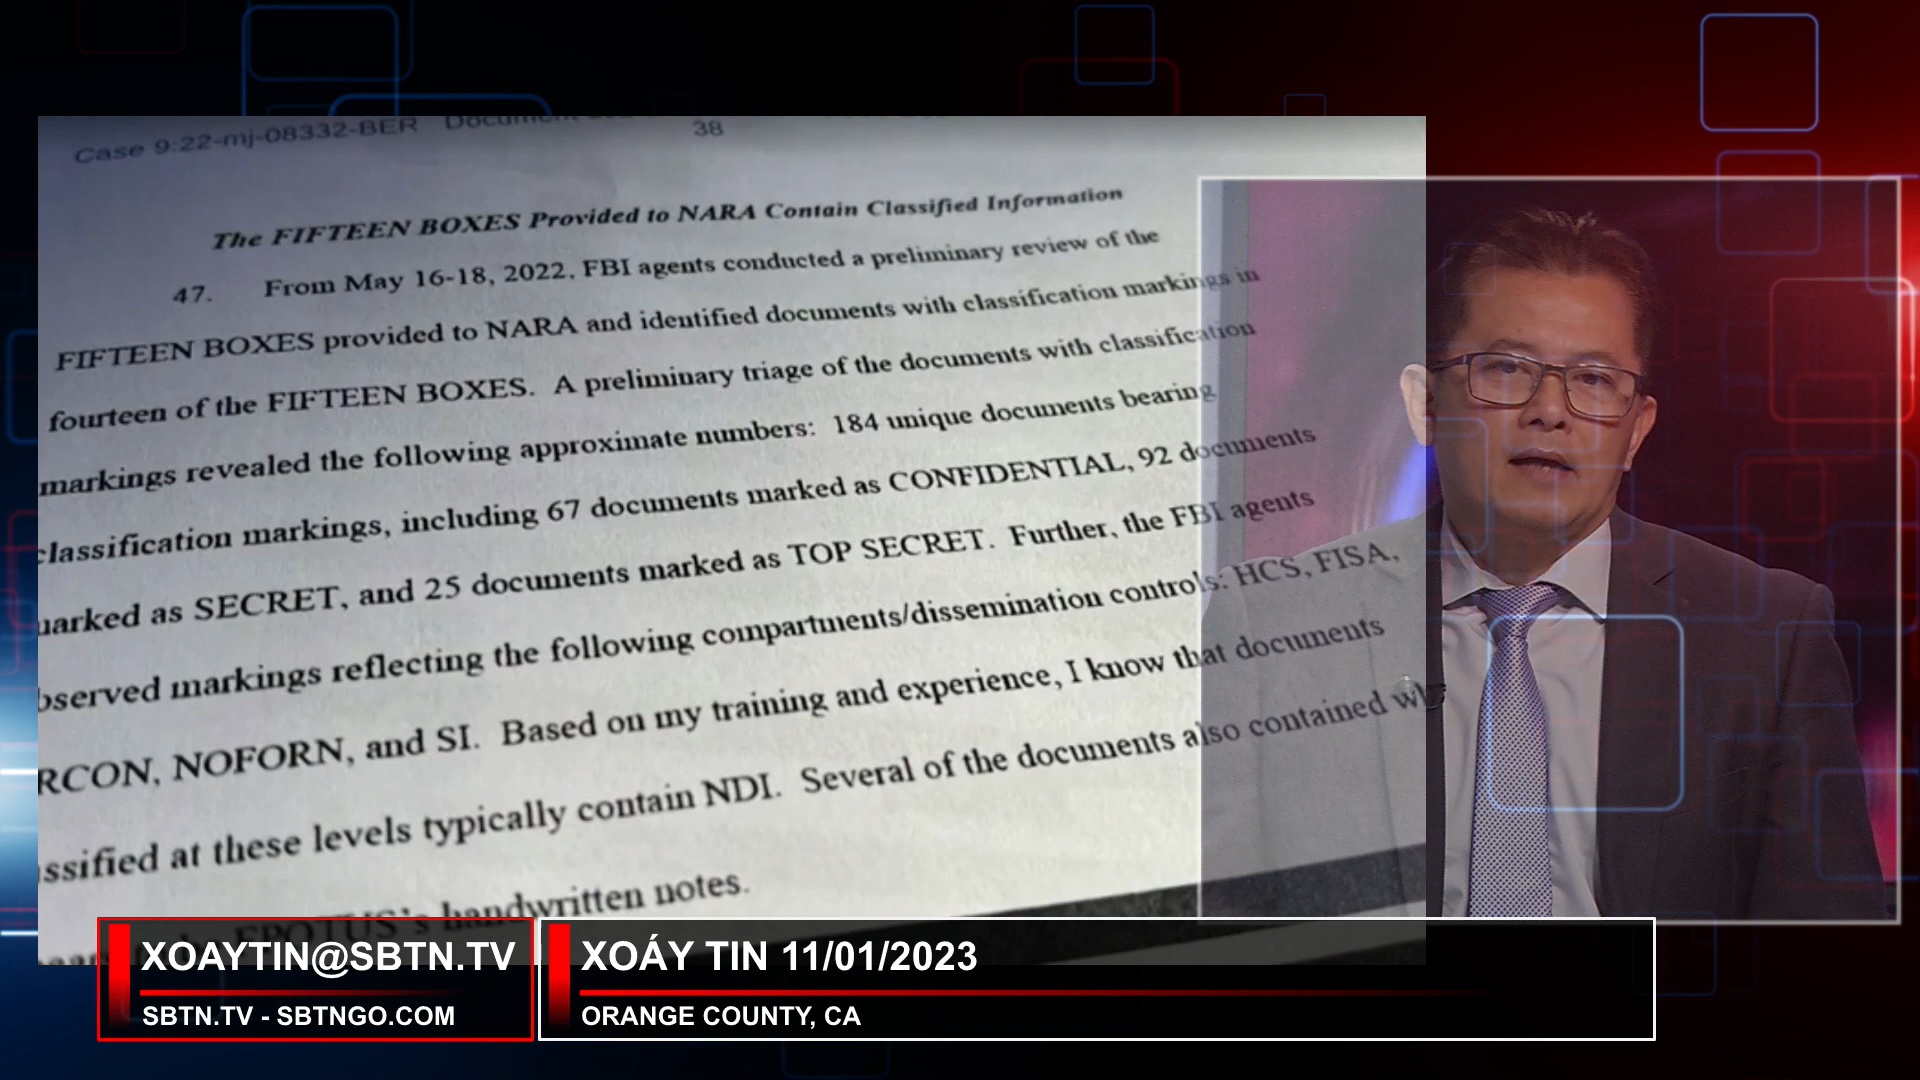 Case 9:22-mj-08332-BER Document
38
The FIFTEEN BOXES Provided to NARA Contain Classified Information
47. From May 16-18, 2022, FBI agents conducted a preliminary review of the
FIFTEEN BOXES provided to NARA and identified documents with classification markings in
fourteen of the FIFTEEN BOXES. A preliminary triage of the documents with classification
markings revealed the following approximate numbers: 184 unique documents bearing
classification markings, including 67 documents marked as CONFIDENTIAL, 92 documents
marked as SECRET, and 25 documents marked as TOP SECRET. Further, the FBI agents
observed markings reflecting the following compartments/dissemination controls: HCS, FISA,
RCON, NOFORN, and SI. Based on my training and experience, I know that documents
ssified at these levels typically contain NDI. Several of the documents also contained wh
FPOTUS's handwritten notes.
XOAYTIN@SBTN.TV
SBTN.TV - SBTNGO.COM
XOÁY TIN 11/01/2023
ORANGE COUNTY, CA